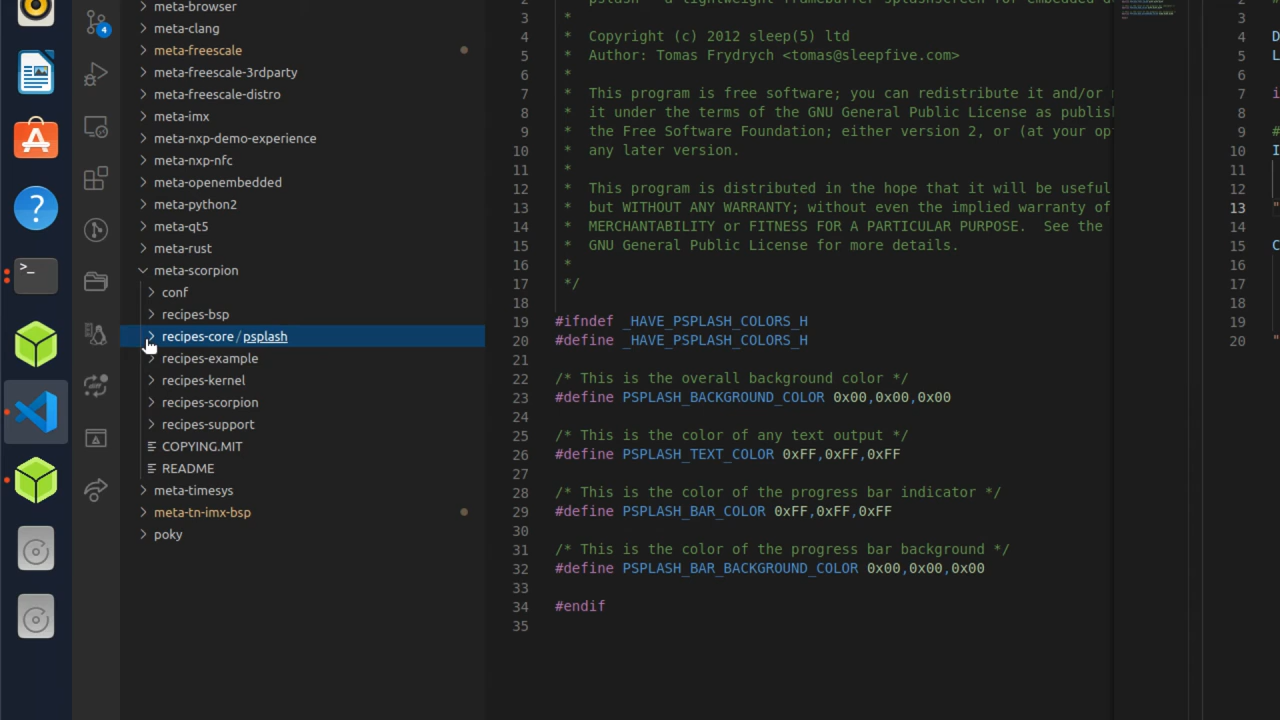 meta-browser
meta-clang
meta-freescale
meta-freescale-3rdparty
meta-freescale-distro
meta-imx
meta-nxp-demo-experience
meta-nxp-nfc
meta-openembedded
meta-python2
meta-qt5
meta-rust
meta-scorpion
conf
recipes-bsp
recipes-core / psplash
recipes-example
recipes-kernel
recipes-scorpion
recipes-support
COPYING.MIT
README
meta-timesys
meta-tn-imx-bsp
poky
4
3 *
4 * Copyright (c) 2012 sleep(5) ltd
5 * Author: Tomas Frydrych <tomas@sleepfive.com>
6 *
7 * This program is free software; you can redistribute it and/or
8 * it under the terms of the GNU General Public License as publis
9 * the Free Software Foundation; either version 2, or (at your op
10 * any later version.
11 *
12 * This program is distributed in the hope that it will be useful
13 * but WITHOUT ANY WARRANTY; without even the implied warranty of
14 * MERCHANTABILITY or FITNESS FOR A PARTICULAR PURPOSE. See the
15 * GNU General Public License for more details.
16 *
17 */
18
19 #ifndef _HAVE_PSPLASH_COLORS_H
20 #define _HAVE_PSPLASH_COLORS_H
21
22 /* This is the overall background color */
23 #define PSPLASH_BACKGROUND_COLOR 0x00,0x00,0x00
24
25 /* This is the color of any text output */
26 #define PSPLASH_TEXT_COLOR 0xFF,0xFF,0xFF
27
28 /* This is the color of the progress bar indicator */
29 #define PSPLASH_BAR_COLOR 0xFF,0xFF,0xFF
30
31 /* This is the color of the progress bar background */
32 #define PSPLASH_BAR_BACKGROUND_COLOR 0x00,0x00,0x00
33
34 #endif
35
3
4 D
5 L
6
7 i
8
9 #
10 I
11
12
13 "
14
15 C
16
17
18
19
20 "